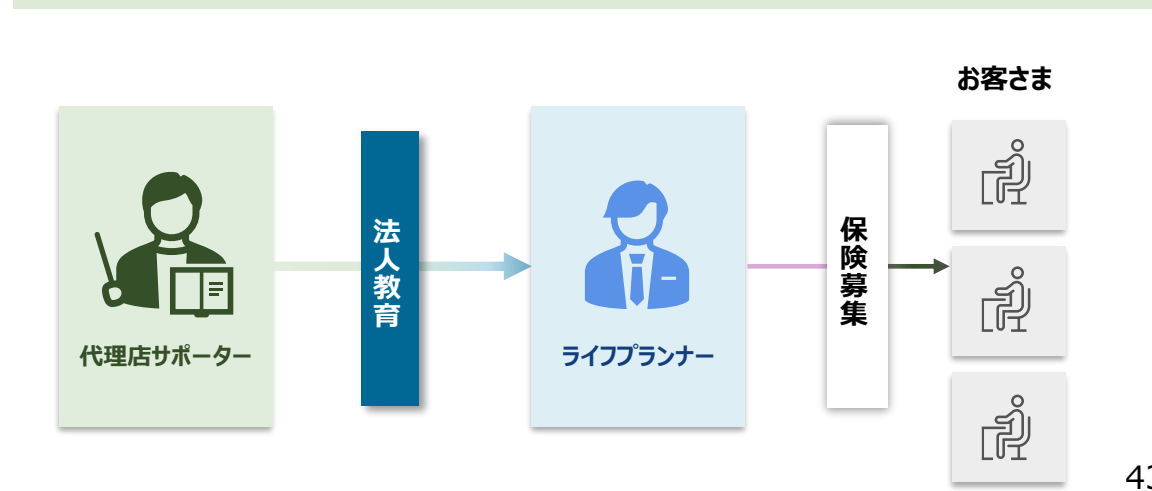 お客さま
法人教育
保険募集
代理店サポーター
ライフプランナー
43